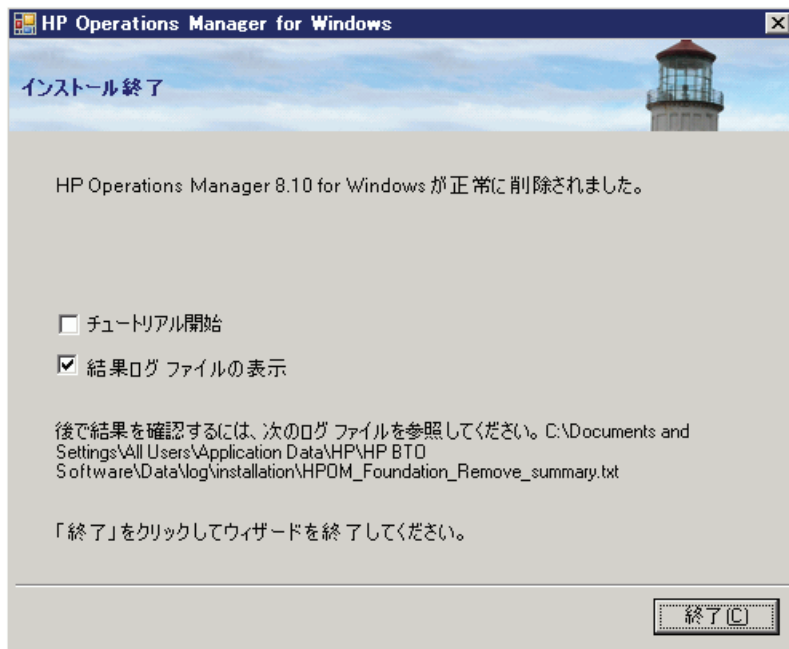 HP Operations Manager for Windows
インストール終了
HP Operations Manager 8.10 for Windows が正常に削除されました。
チュートリアル開始
結果ログ ファイルの表示
後で結果を確認するには、次のログ ファイルを参照してください。C:\Documents and
Settings\All Users\Application Data\HP\HP BTO
Software\Data\log\installation\HPOM_Foundation_Remove_summary.txt
「終了」をクリックしてウィザードを終了してください。
終了(C)